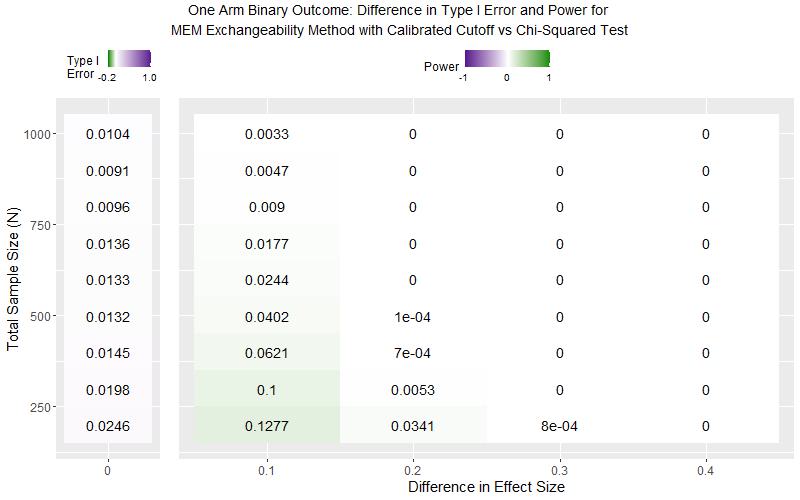 One Arm Binary Outcome: Difference in Type I Error and Power for
MEM Exchangeability Method with Calibrated Cutoff vs Chi-Squared Test
Type I
Error -0.2 1.0
Power -1 0 1
Total Sample Size (N)
1000 0.0104 0.0033 0 0 0
0.0091 0.0047 0 0 0
0.0096 0.009 0 0 0
750
0.0136 0.0177 0 0 0
0.0133 0.0244 0 0 0
500 0.0132 0.0402 1e-04 0 0
0.0145 0.0621 7e-04 0 0
0.0198 0.1 0.0053 0 0
250
0.0246 0.1277 0.0341 8e-04 0
0 0.1 0.2 0.3 0.4
Difference in Effect Size